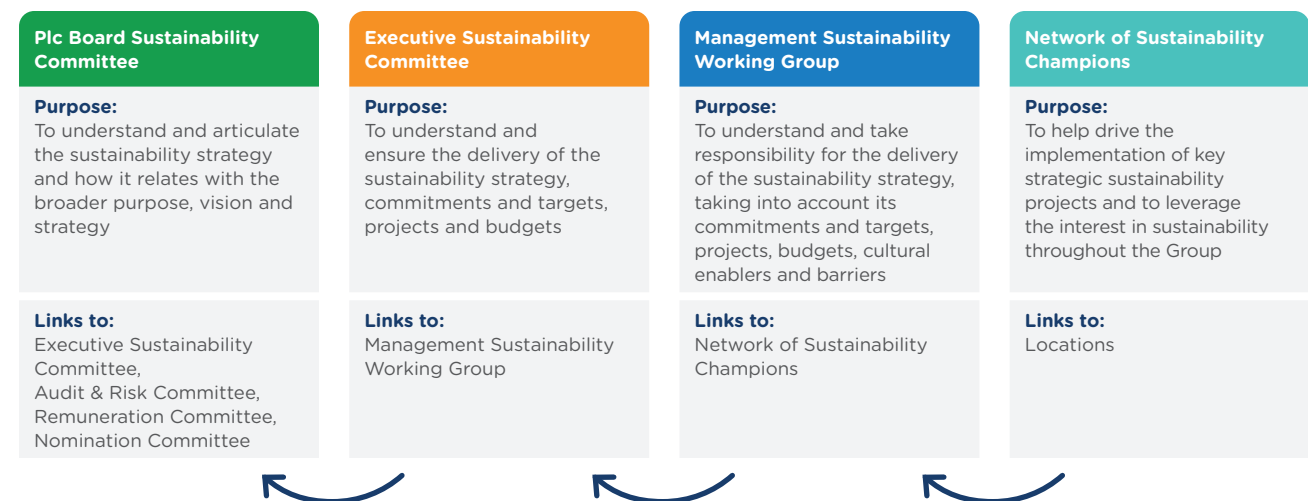 Plc Board Sustainability
Committee
Purpose:
To understand and articulate
the sustainability strategy
and how it relates with the
broader purpose, vision and
strategy
Links to:
Executive Sustainability
Committee,
Audit & Risk Committee,
Remuneration Committee,
Nomination Committee
Executive Sustainability
Committee
Purpose:
To understand and
ensure the delivery of the
sustainability strategy,
commitments and targets,
projects and budgets
Links to:
Management Sustainability
Working Group
Management Sustainability
Working Group
Purpose:
To understand and take
responsibility for the delivery
of the sustainability strategy,
taking into account its
commitments and targets,
projects, budgets, cultural
enablers and barriers
Links to:
Network of Sustainability
Champions
Network of Sustainability
Champions
Purpose:
To help drive the
implementation of key
strategic sustainability
projects and to leverage
the interest in sustainability
throughout the Group
Links to:
Locations